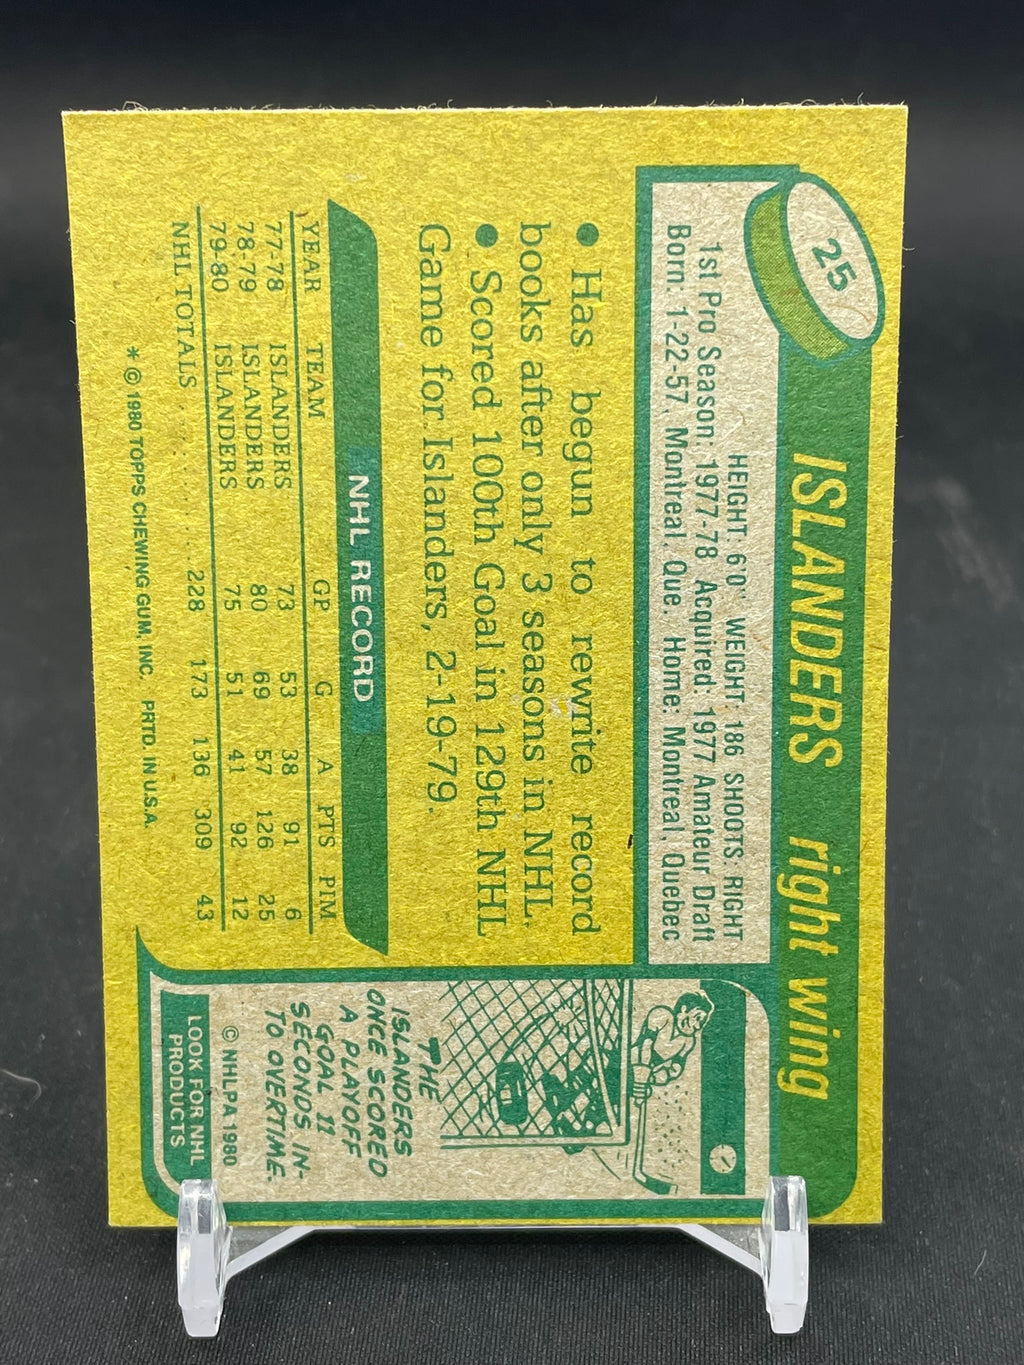 25
ISLANDERS right wing
HEIGHT: 6'0" WEIGHT: 186 SHOOTS: RIGHT
1st Pro Season: 1977-78 Acquired: 1977 Amateur Draft
Born: 1-22-57, Montreal, Que. Home: Montreal, Quebec
● Has begun to rewrite record
books after only 3 seasons in NHL.
● Scored 100th Goal in 129th NHL
Game for Islanders, 2-19-79.
NHL RECORD
YEAR TEAM GP G A PTS PIM
77-78 ISLANDERS 73 53 38 91 6
78-79 ISLANDERS 80 69 57 126 25
79-80 ISLANDERS 75 51 41 92 12
NHL TOTALS 228 173 136 309 43
* © 1980 TOPPS CHEWING GUM, INC. PRTD. IN U.S.A.
THE
ISLANDERS
ONCE SCORED
A PLAYOFF
GOAL 11
SECONDS IN-
TO OVERTIME.
© NHLPA 1980
LOOK FOR NHL
PRODUCTS